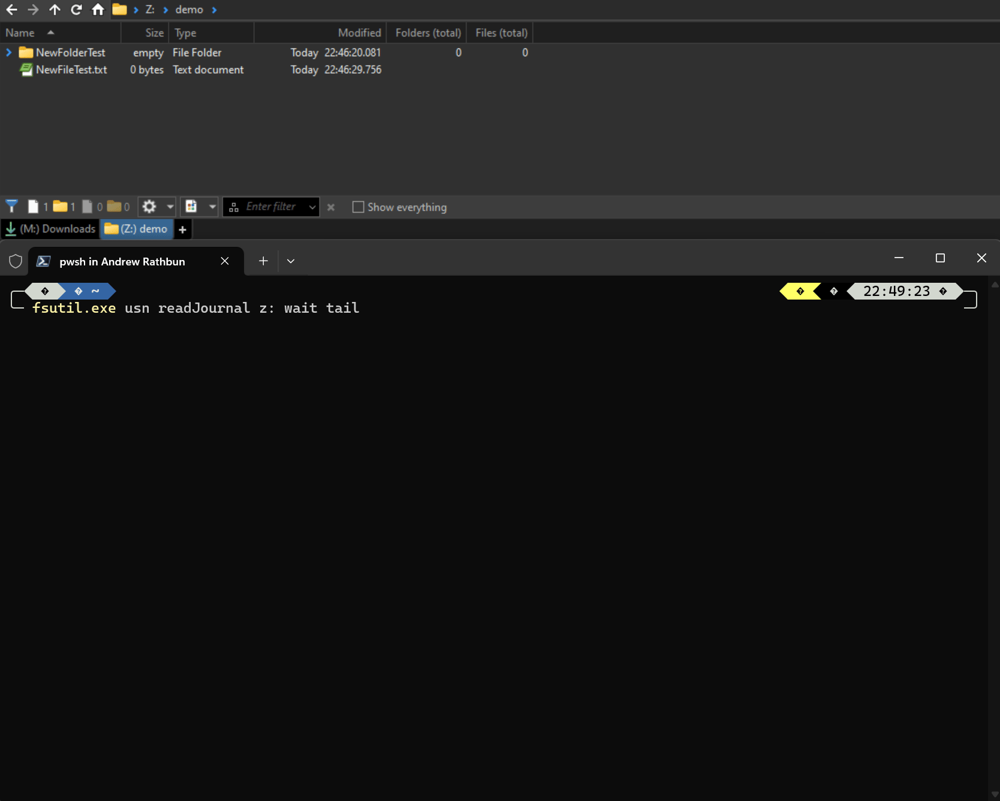 Z: demo
Name Size Type Modified Folders (total) Files (total)
NewFolderTest empty File Folder Today 22:46:20.081 0 0
NewFileTest.txt 0 bytes Text document Today 22:46:29.756
1 1 0 0 Enter filter Show everything
(M:) Downloads (Z:) demo
pwsh in Andrew Rathbun
~ 22:49:23
fsutil.exe usn readJournal z: wait tail